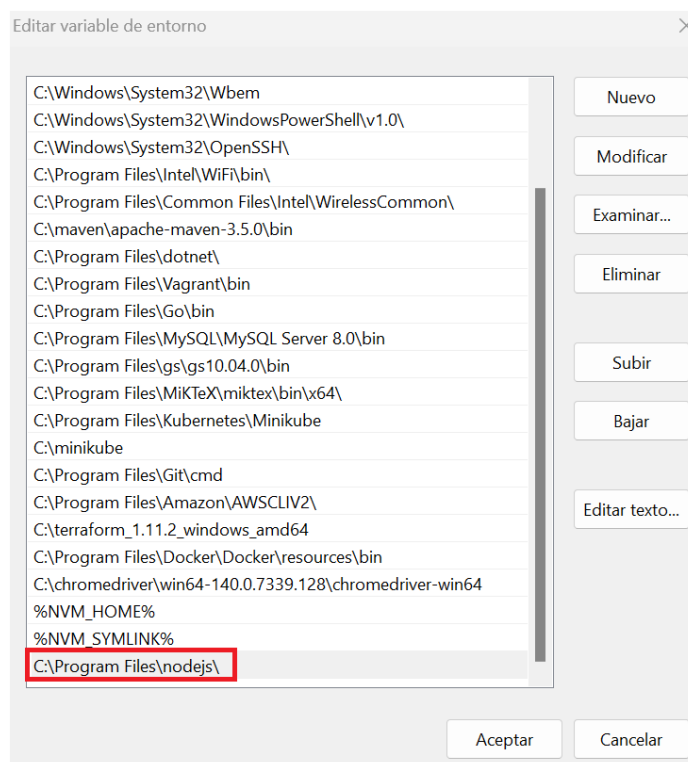 Editar variable de entorno
C:\Windows\System32\Wbem
C:\Windows\System32\WindowsPowerShell\v1.0\
C:\Windows\System32\OpenSSH\
C:\Program Files\Intel\WiFi\bin\
C:\Program Files\Common Files\Intel\WirelessCommon\
C:\maven\apache-maven-3.5.0\bin
C:\Program Files\dotnet\
C:\Program Files\Vagrant\bin
C:\Program Files\Go\bin
C:\Program Files\MySQL\MySQL Server 8.0\bin
C:\Program Files\gs\gs10.04.0\bin
C:\Program Files\MiKTeX\miktex\bin\x64\
C:\Program Files\Kubernetes\Minikube
C:\minikube
C:\Program Files\Git\cmd
C:\Program Files\Amazon\AWSCLIV2\
C:\terraform_1.11.2_windows_amd64
C:\Program Files\Docker\Docker\resources\bin
C:\chromedriver\win64-140.0.7339.128\chromedriver-win64
%NVM_HOME%
%NVM_SYMLINK%
C:\Program Files\nodejs\
Nuevo
Modificar
Examinar...
Eliminar
Subir
Bajar
Editar texto...
Aceptar
Cancelar